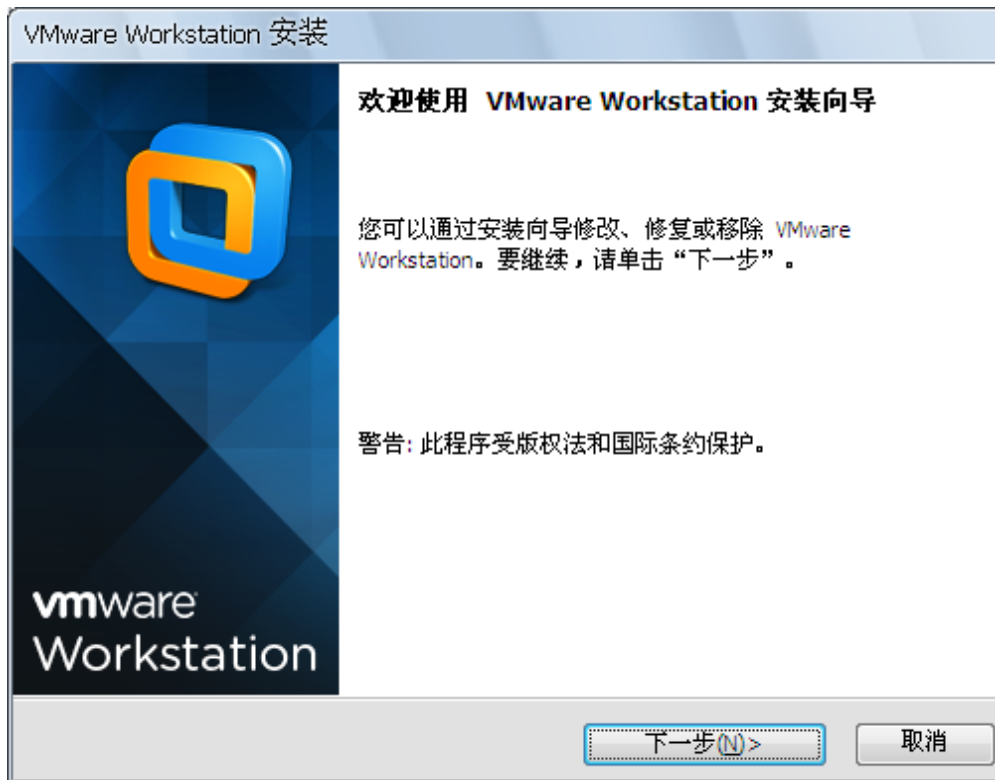 VMware Workstation 安装
欢迎使用 VMware Workstation 安装向导
您可以通过安装向导修改、修复或移除 VMware
Workstation。要继续，请单击“下一步”。
警告: 此程序受版权法和国际条约保护。
vmware
Workstation
下一步(N)>
取消